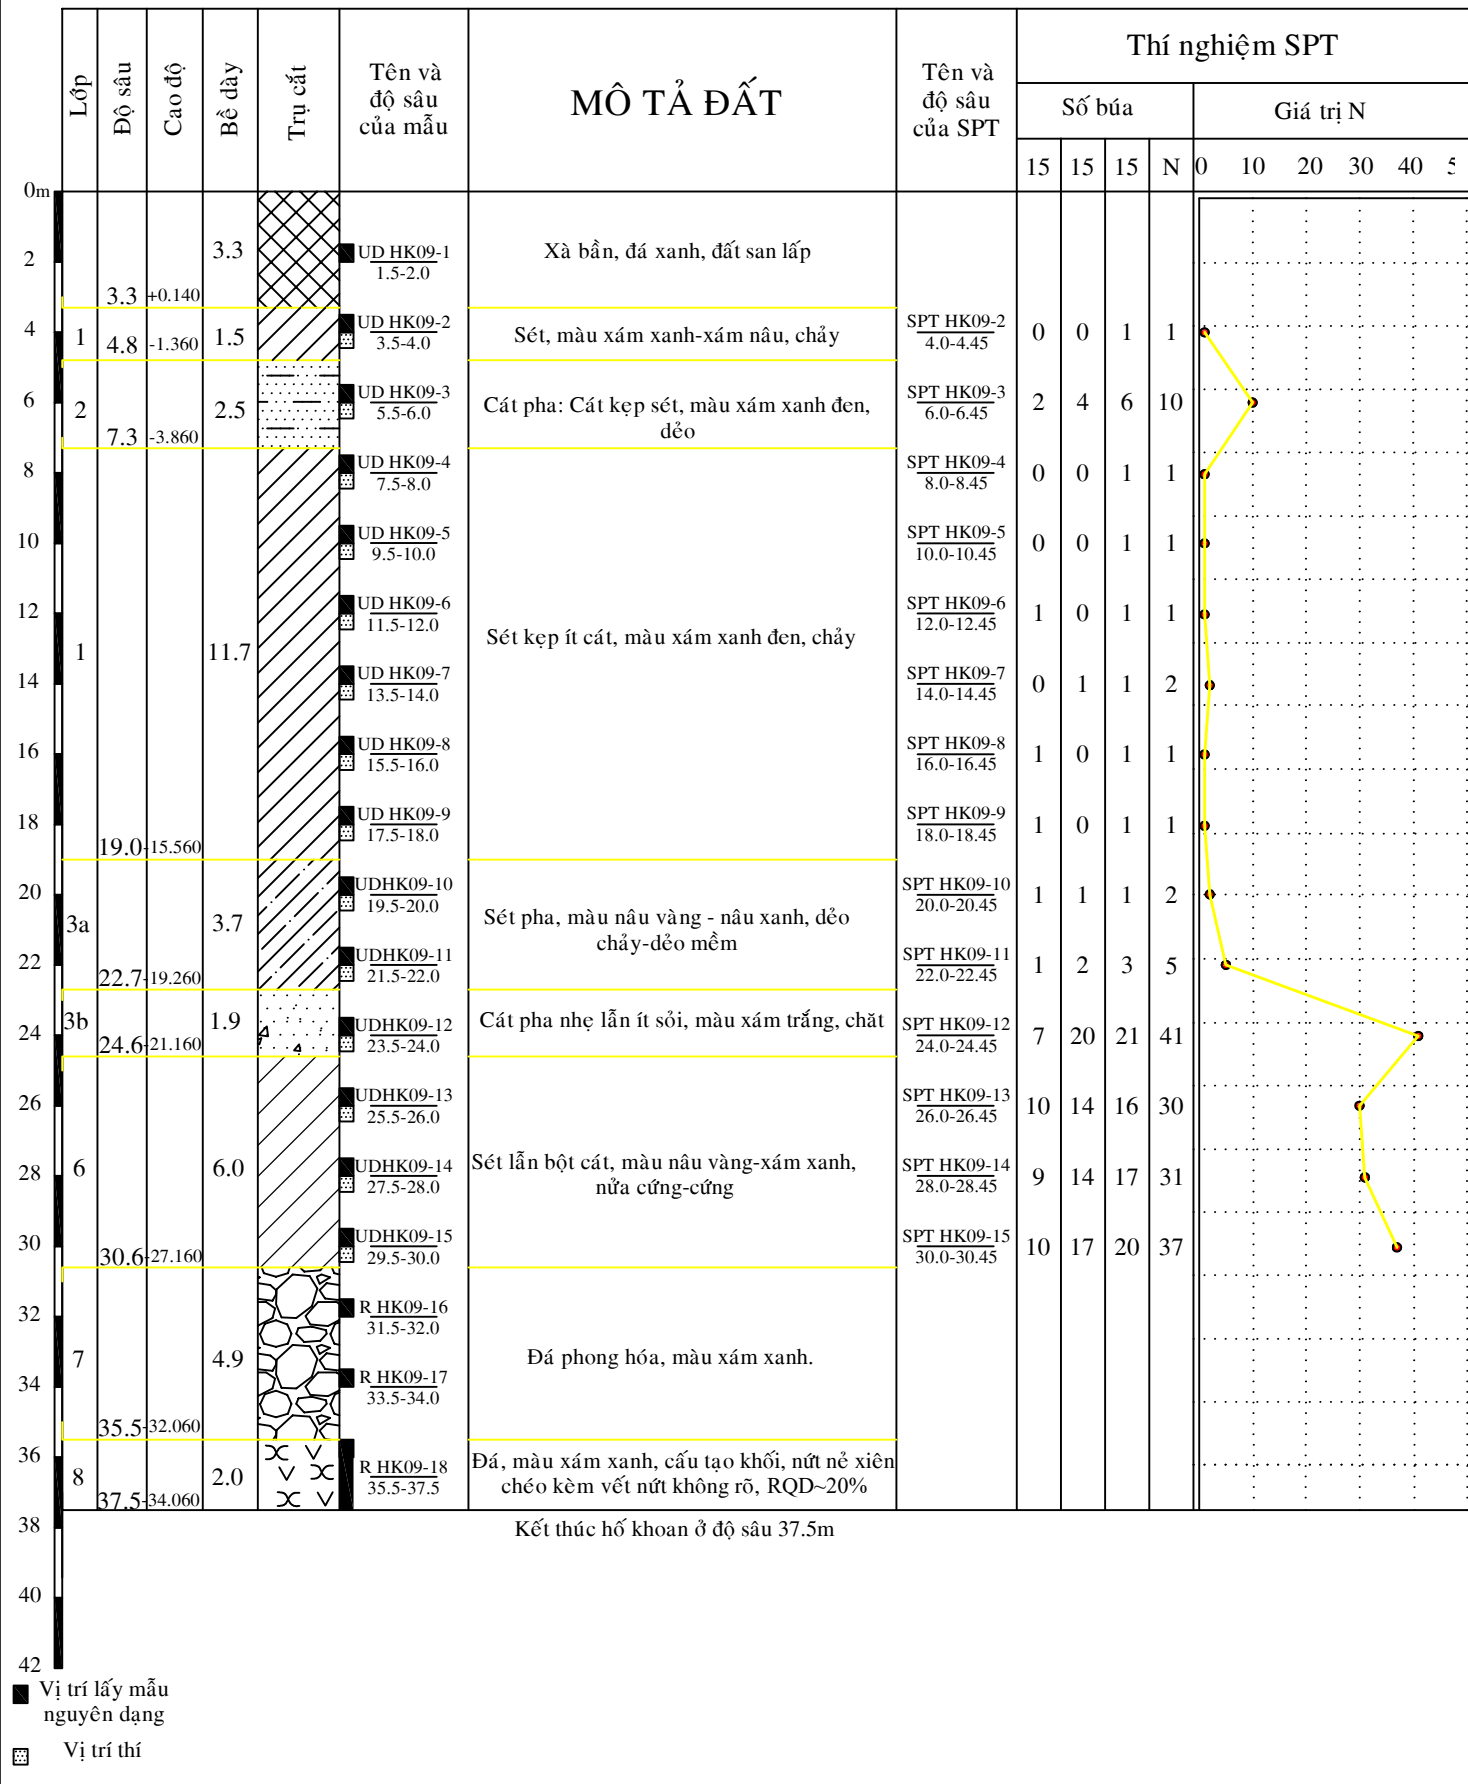 Thí nghiệm SPT
Lớp
Độ sâu
Cao độ
Bề dày
Trụ cắt
Tên và
độ sâu
của mẫu
MÔ TẢ ĐẤT
Tên và
độ sâu
của SPT
Số búa
Giá trị N
15 15 15 N 0 10 20 30 40
0m
3.3 UD HK09-1 Xà bần, đá xanh, đất san lấp
2 1.5-2.0
3.3 +0.140
UD HK09-2 SPT HK09-2
4 1 4.8 -1.360 1.5 3.5-4.0 Sét, màu xám xanh-xám nâu, chảy 4.0-4.45 0 0 1 1
UD HK09-3 SPT HK09-3
6 2 2.5 5.5-6.0 Cát pha: Cát kẹp sét, màu xám xanh đen, 6.0-6.45 2 4 6 10
dẻo
7.3 -3.860
UD HK09-4 SPT HK09-4
8 7.5-8.0 8.0-8.45 0 0 1 1
UD HK09-5 SPT HK09-5
10 9.5-10.0 10.0-10.45 0 0 1 1
UD HK09-6 SPT HK09-6
12 11.5-12.0 12.0-12.45 1 0 1 1
1 11.7 Sét kẹp ít cát, màu xám xanh đen, chảy
UD HK09-7 SPT HK09-7
14 13.5-14.0 14.0-14.45 0 1 1 2
UD HK09-8 SPT HK09-8
16 15.5-16.0 16.0-16.45 1 0 1 1
UD HK09-9 SPT HK09-9
18 17.5-18.0 18.0-18.45 1 0 1 1
19.0 -15.560
UDHK09-10 SPT HK09-10
20 19.5-20.0 20.0-20.45 1 1 1 2
3a 3.7 Sét pha, màu nâu vàng - nâu xanh, dẻo
chảy-dẻo mềm
UDHK09-11 SPT HK09-11
22 21.5-22.0 22.0-22.45 1 2 3 5
22.7 -19.260
3b 1.9 Cát pha nhẹ lẫn ít sỏi, màu xám trắng, chăt
UDHK09-12 SPT HK09-12
24 23.5-24.0 24.0-24.45 7 20 21 41
24.6 -21.160
UDHK09-13 SPT HK09-13
26 25.5-26.0 26.0-26.45 10 14 16 30
UDHK09-14 Sét lẫn bột cát, màu nâu vàng-xám xanh, SPT HK09-14
28 6 6.0 27.5-28.0 nửa cứng-cứng 28.0-28.45 9 14 17 31
UDHK09-15 SPT HK09-15
30 29.5-30.0 30.0-30.45 10 17 20 37
30.6 -27.160
R HK09-16
32 31.5-32.0
7 4.9 Đá phong hóa, màu xám xanh.
R HK09-17
34 33.5-34.0
35.5 -32.060
36 R HK09-18 Đá, màu xám xanh, cấu tạo khối, nứt nẻ xiên
8 2.0 35.5-37.5 chéo kèm vết nứt không rõ, RQD~20%
37.5 -34.060
38 Kết thúc hố khoan ở độ sâu 37.5m
40
42
Vị trí lấy mẫu
nguyên dạng
Vị trí thí